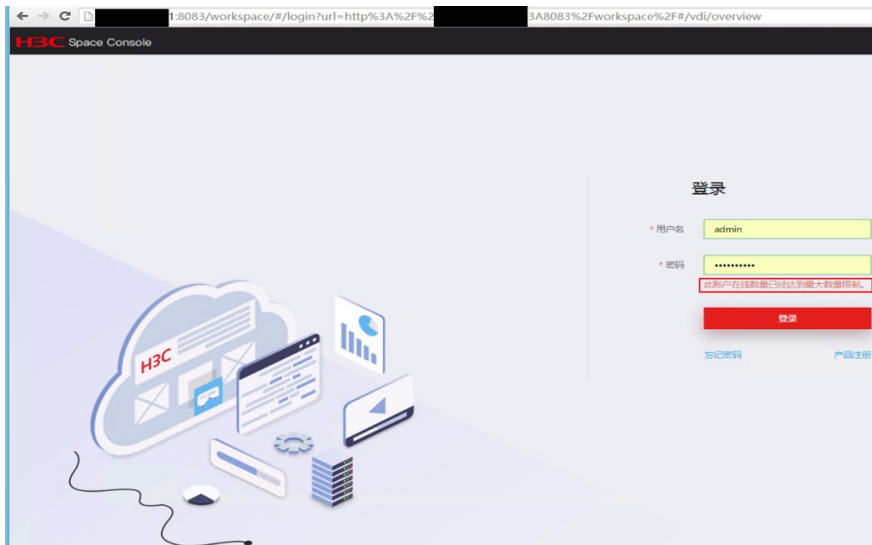 1:8083/workspace/#/login?url=http%3A%2F%2 3A8083%2Fworkspace%2F#/vdi/overview
H3C Space Console
登录
* 用户名 admin
* 密码 ••••••••••
此账户在线数量已经达到最大数量限制。
登录
忘记密码 产品注册
H3C